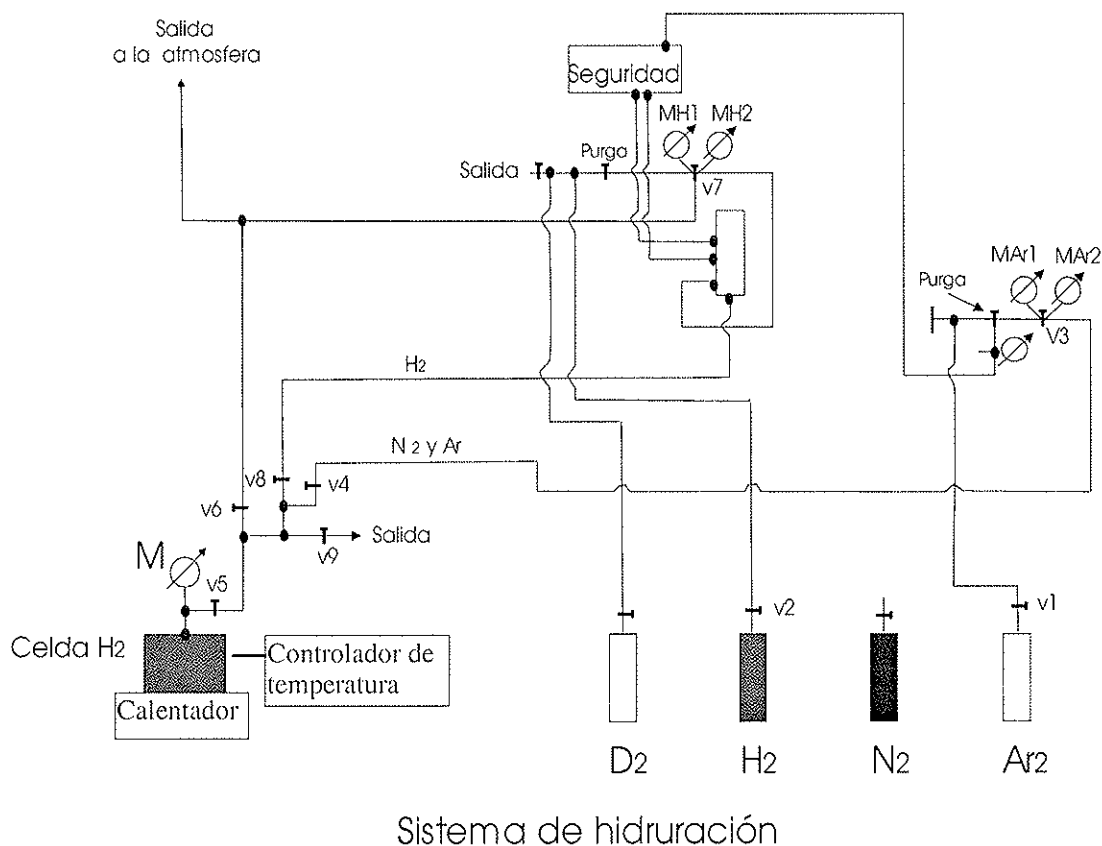 Salida
a la atmosfera
Seguridad
MH1
MH2
Purga
Salida
v7
MAr1
MAr2
Purga
V3
H2
N2 y Ar
v8
v4
v6
v9
Salida
M
v5
Celda H2
Controlador de
temperatura
Calentador
v2
v1
D2
H2
N2
Ar2
Sistema de hidruración